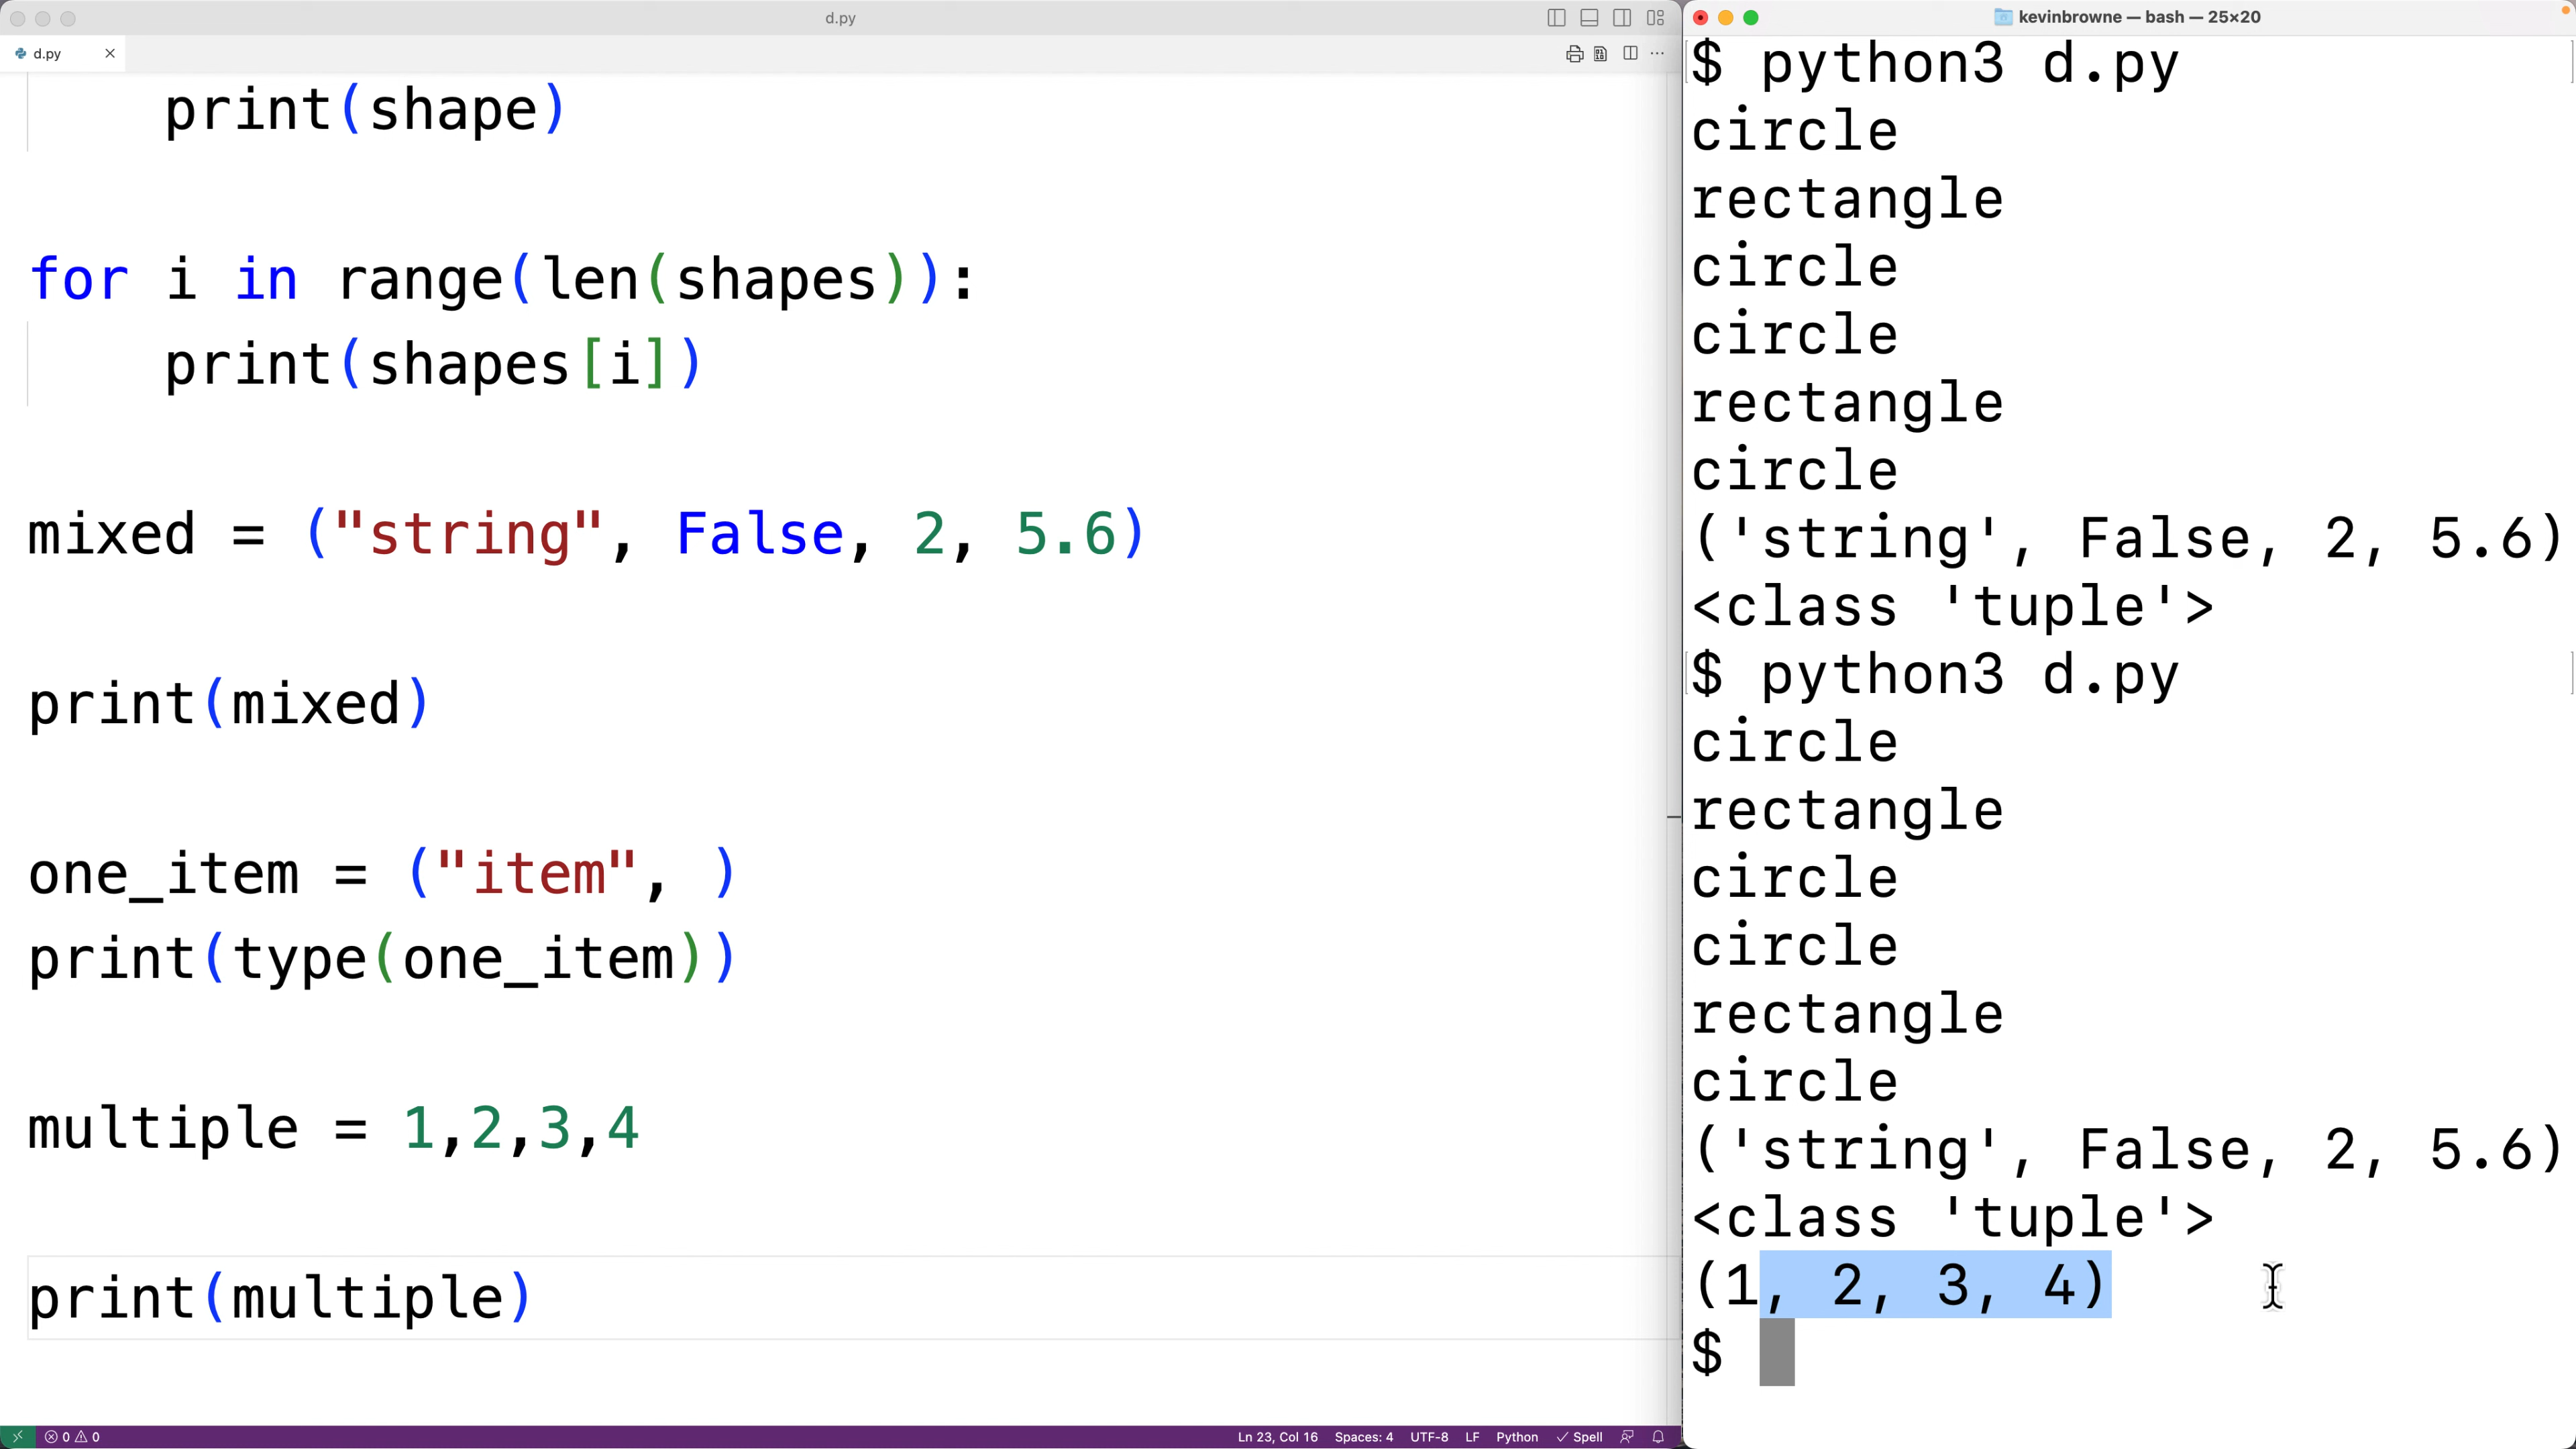 d.py
d.py
print(shape)
for i in range(len(shapes)):
print(shapes[i])
mixed = ("string", False, 2, 5.6)
print(mixed)
one_item = ("item", )
print(type(one_item))
multiple = 1,2,3,4
print(multiple)
0 0
Ln 23, Col 16 Spaces: 4 UTF-8 LF Python Spell
kevinbrowne — bash — 25×20
$ python3 d.py
circle
rectangle
circle
circle
rectangle
circle
('string', False, 2, 5.6)
<class 'tuple'>
$ python3 d.py
circle
rectangle
circle
circle
rectangle
circle
('string', False, 2, 5.6)
<class 'tuple'>
(1, 2, 3, 4)
$